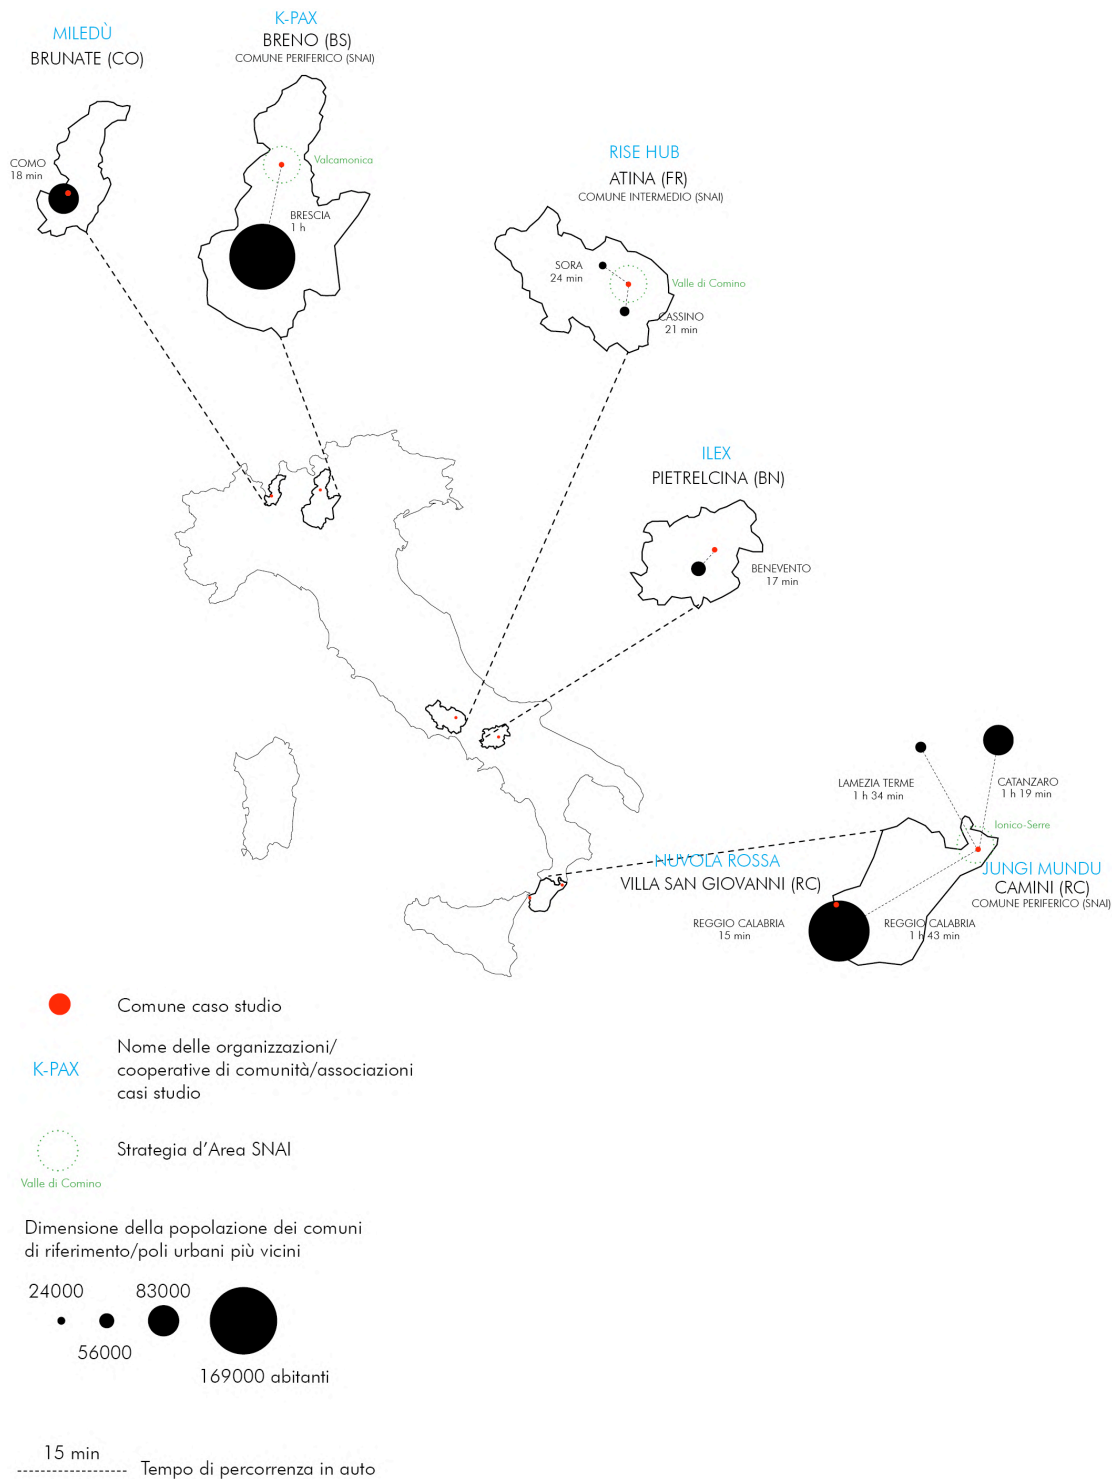 MILEDÙ
BRUNATE (CO)
COMO
18 min
K-PAX
BRENO (BS)
COMUNE PERIFERICO (SNAI)
Valcamonica
BRESCIA
1 h
RISE HUB
ATINA (FR)
COMUNE INTERMEDIO (SNAI)
SORA
24 min
Valle di Comino
CASSINO
21 min
ILEX
PIETRELCINA (BN)
BENEVENTO
17 min
LAMEZIA TERME
1 h 34 min
CATANZARO
1 h 19 min
Ionico-Serre
NUVOLA ROSSA
VILLA SAN GIOVANNI (RC)
REGGIO CALABRIA
15 min
JUNGI MUNDU
CAMINI (RC)
COMUNE PERIFERICO (SNAI)
REGGIO CALABRIA
1 h 43 min
Comune caso studio
K-PAX
Nome delle organizzazioni/
cooperative di comunità/associazioni
casi studio
Strategia d'Area SNAI
Valle di Comino
Dimensione della popolazione dei comuni
di riferimento/poli urbani più vicini
24000
56000
83000
169000 abitanti
15 min
Tempo di percorrenza in auto